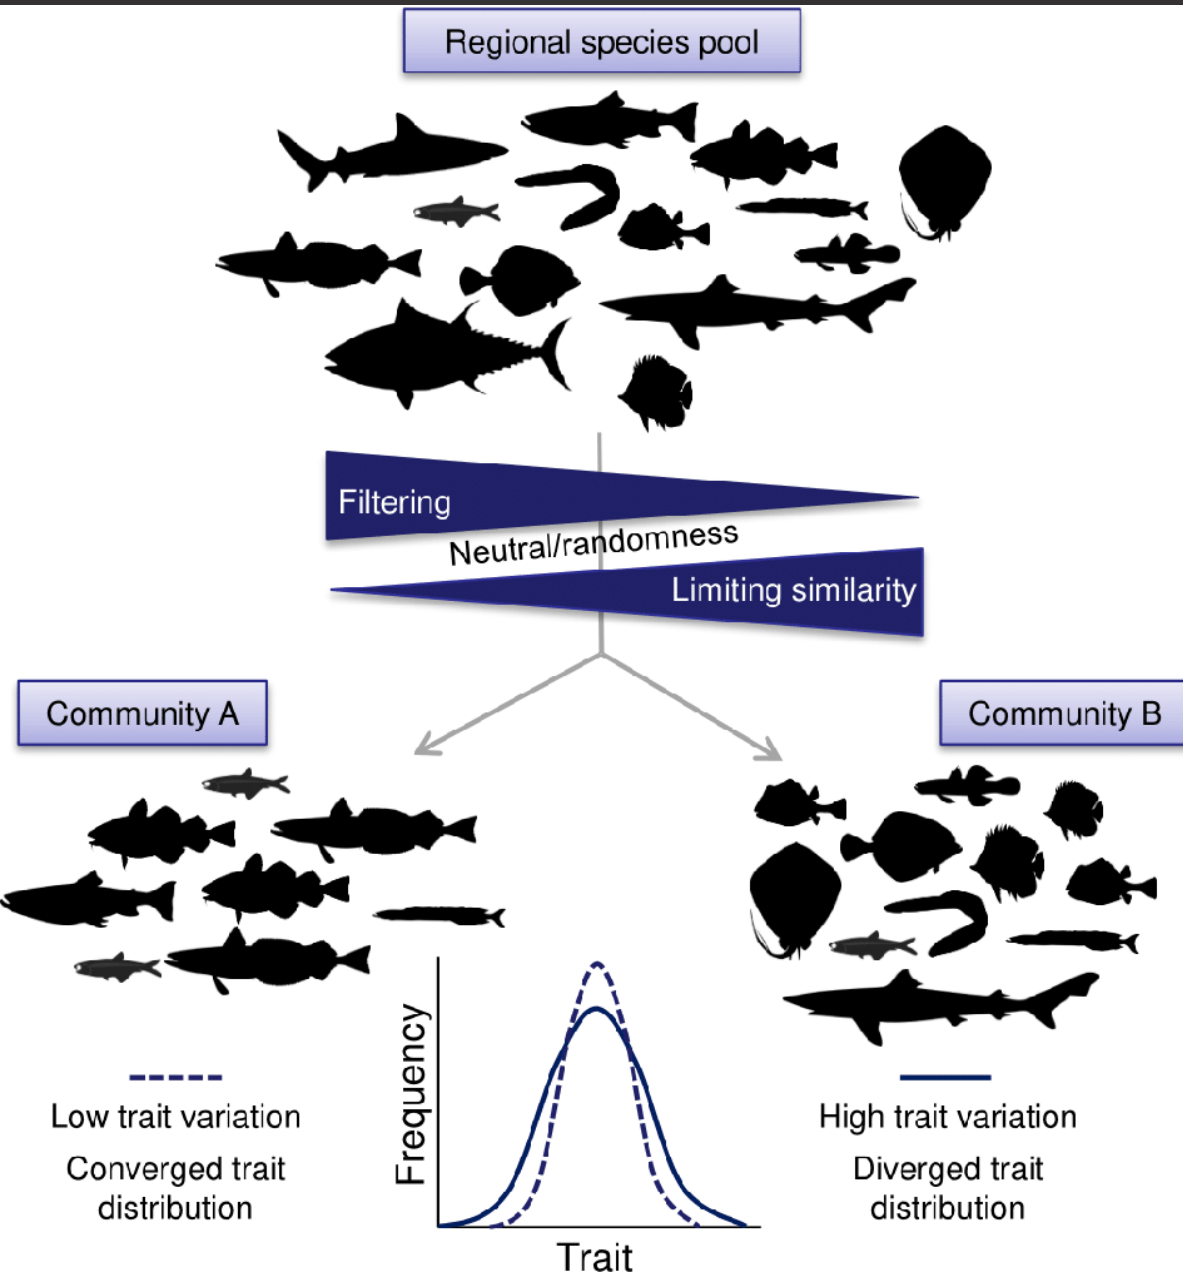 Regional species pool
Filtering
Neutral/randomness
Limiting similarity
Community A
Community B
Frequency
Trait
Low trait variation
Converged trait
distribution
High trait variation
Diverged trait
distribution